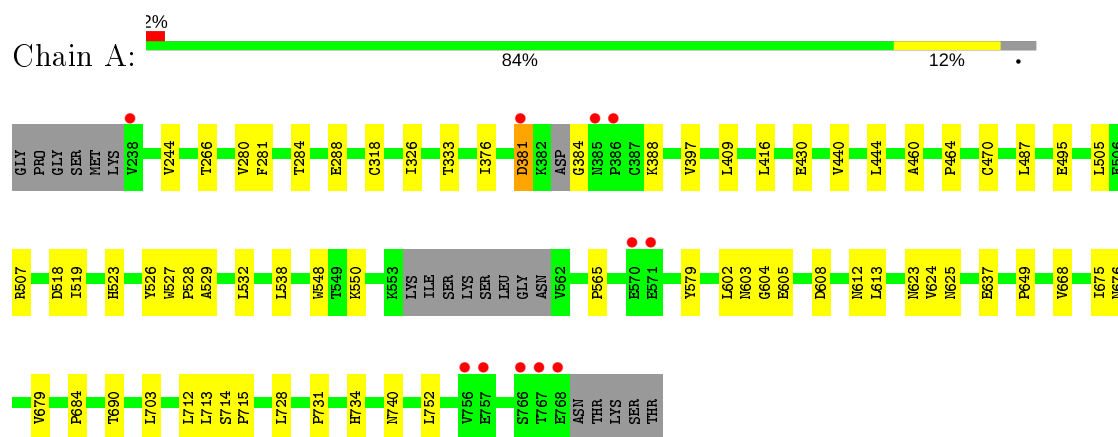 2%
Chain A:
84% 12% •
GLY PRO GLY SER MET LYS V238 V244 T266 V280 F281 T284 E288 C318 I326 T333 I376 D381 K382 ASP G384 N385 P386 C387 K388 V397 L409 L416 E430 V440 L444 A460 P464 C470 L487 E495 L505 E506
R507 D518 I519 H523 Y526 W527 P528 A529 L532 L538 W548 T549 K550 K553 LYS ILE SER LYS SER LEU GLY ASN V562 P565 E570 E571 Y579 L602 N603 G604 E605 D608 N612 L613 N623 V624 N625 E637 P649 V668 I675 N676
V679 P684 T690 L703 L712 L713 S714 P715 L728 P731 H734 N740 L752 V756 E757 S766 T767 E768 ASN THR LYS SER THR